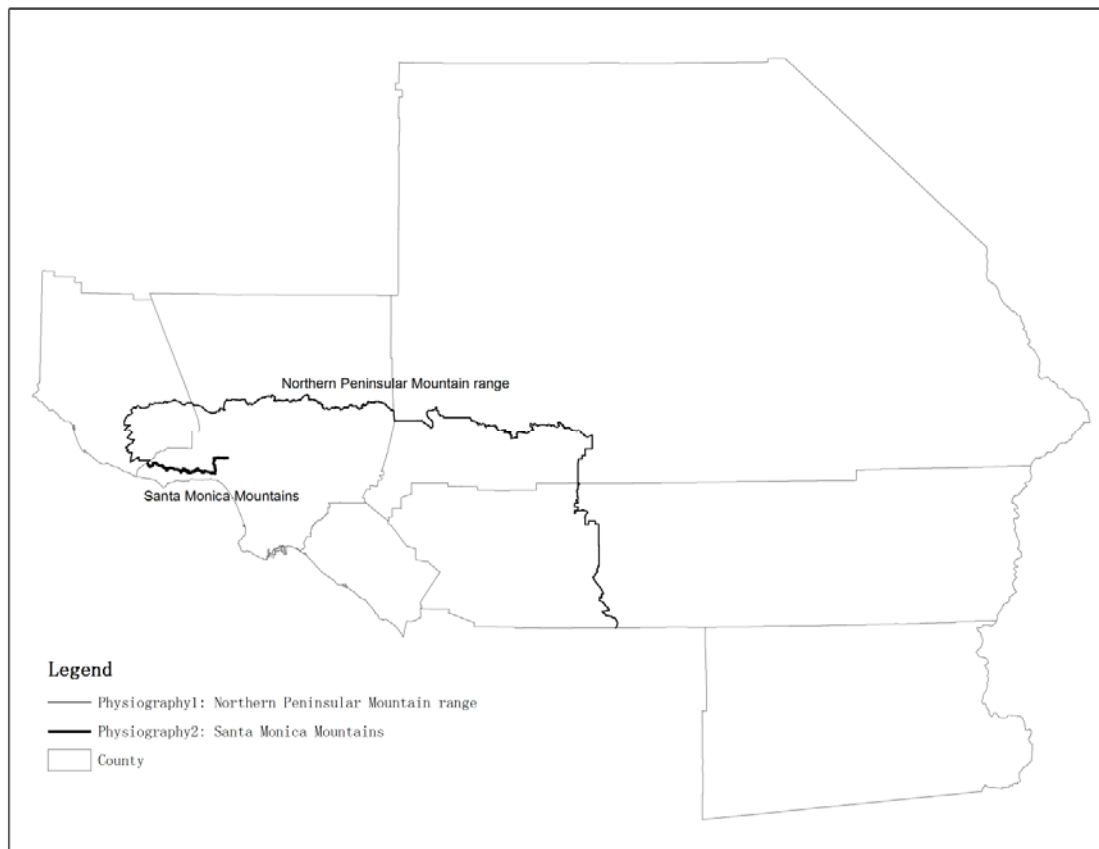 Northern Peninsular Mountain range
Santa Monica Mountains
Legend
Physiography1: Northern Peninsular Mountain range
Physiography2: Santa Monica Mountains
County